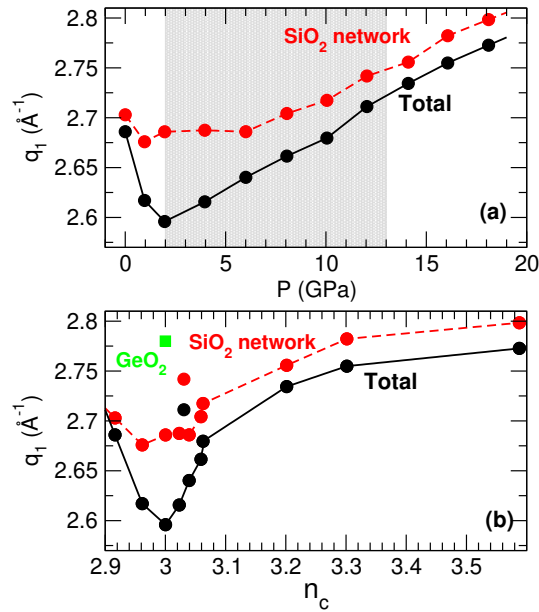 2.8
2.75
2.7
2.65
2.6
q₁ (Å⁻¹)
SiO₂ network
Total
(a)
0 5 10 15 20
P (GPa)
2.8
2.75
2.7
2.65
2.6
q₁ (Å⁻¹)
GeO₂
SiO₂ network
Total
(b)
2.9 3 3.1 3.2 3.3 3.4 3.5
n_c